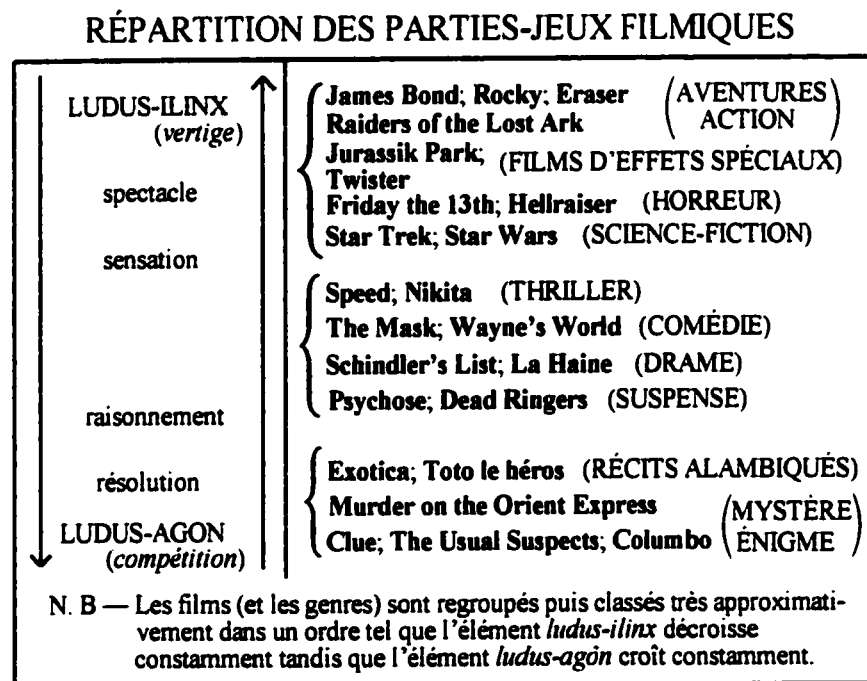 RÉPARTITION DES PARTIES-JEUX FILMIQUES
LUDUS-ILINX
(vertige)
spectacle
sensation
raisonnement
résolution
LUDUS-AGON
(compétition)
James Bond; Rocky; Eraser
Raiders of the Lost Ark
(AVENTURES
ACTION)
Jurassik Park;
Twister
(FILMS D'EFFETS SPÉCIAUX)
Friday the 13th; Hellraiser (HORREUR)
Star Trek; Star Wars (SCIENCE-FICTION)
Speed; Nikita (THRILLER)
The Mask; Wayne's World (COMÉDIE)
Schindler's List; La Haine (DRAME)
Psychose; Dead Ringers (SUSPENSE)
Exotica; Toto le héros (RÉCITS ALAMBIQUÉS)
Murder on the Orient Express
Clue; The Usual Suspects; Columbo
(MYSTÈRE
ÉNIGME)
N. B — Les films (et les genres) sont regroupés puis classés très approximati-
vement dans un ordre tel que l'élément ludus-ilinx décroisse
constamment tandis que l'élément ludus-agôn croît constamment.